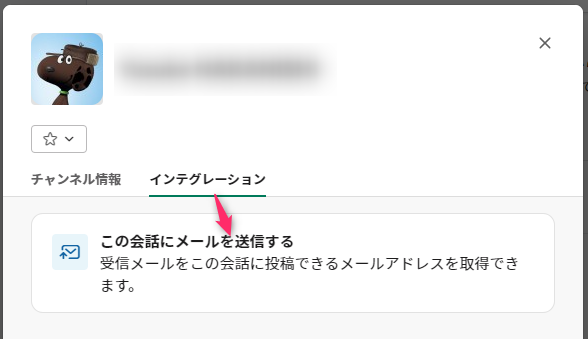 チャンネル情報
インテグレーション
この会話にメールを送信する
受信メールをこの会話に投稿できるメールアドレスを取得でき
ます。